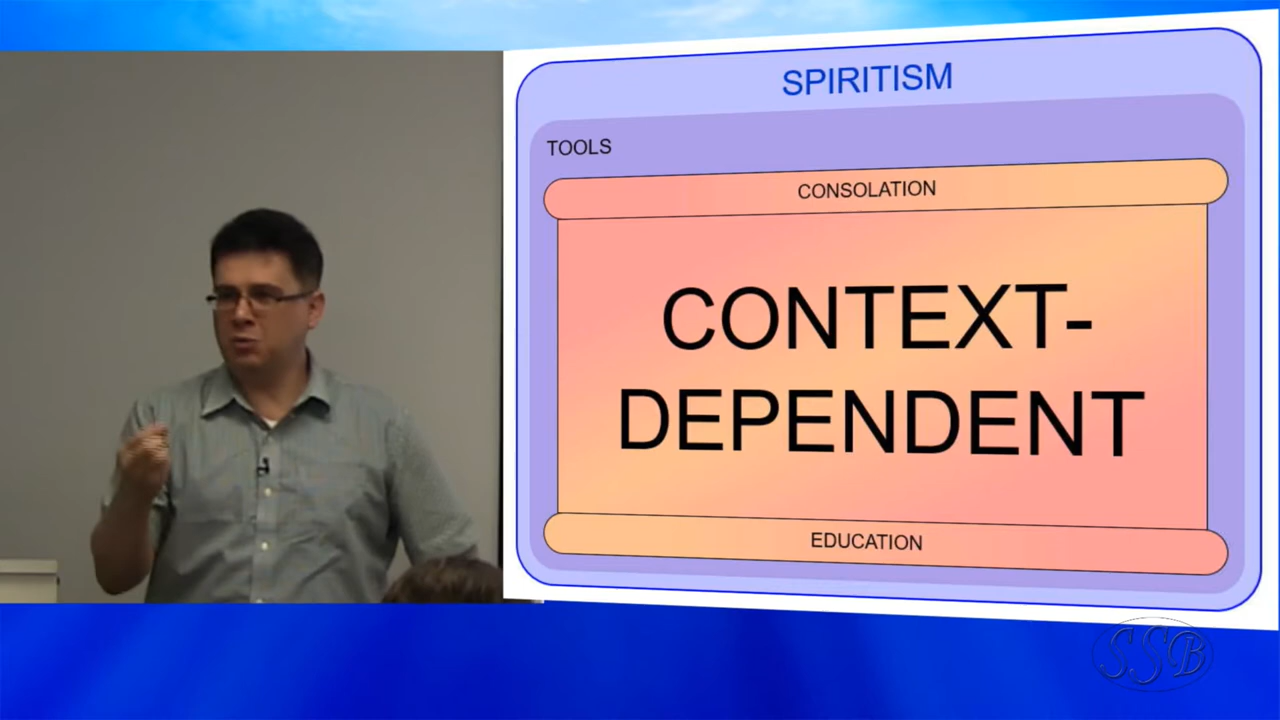 SPIRITISM
TOOLS
CONSOLATION
CONTEXT-
DEPENDENT
EDUCATION
SSB